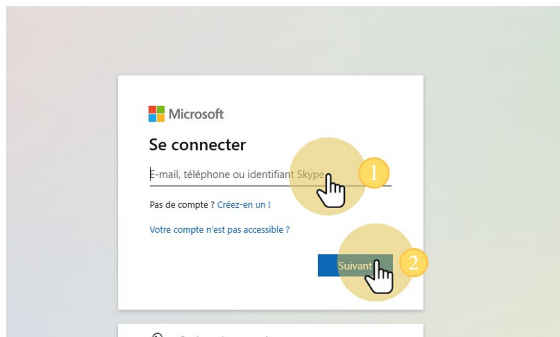 Microsoft
Se connecter
E-mail, téléphone ou identifiant Skype
1
Pas de compte ? Créez-en un !
Votre compte n'est pas accessible ?
Suivant
2